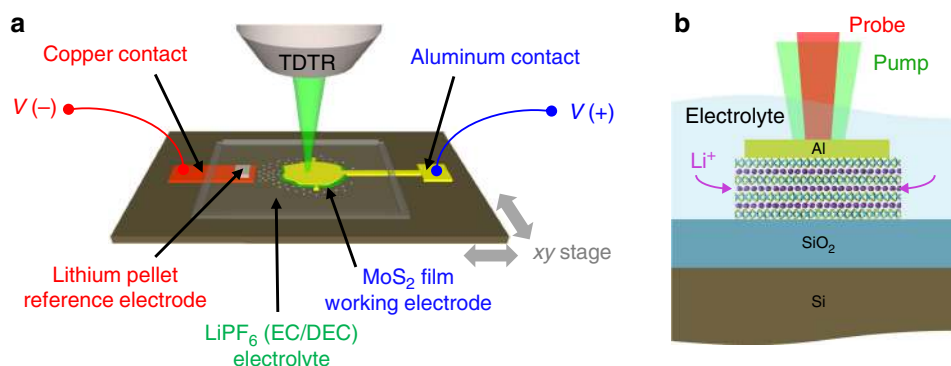 a
TDTR
Copper contact
Aluminum contact
V (–)
V (+)
xy stage
Lithium pellet
reference electrode
MoS2 film
working electrode
LiPF6 (EC/DEC)
electrolyte
b
Probe
Pump
Electrolyte
Al
Li+
SiO2
Si